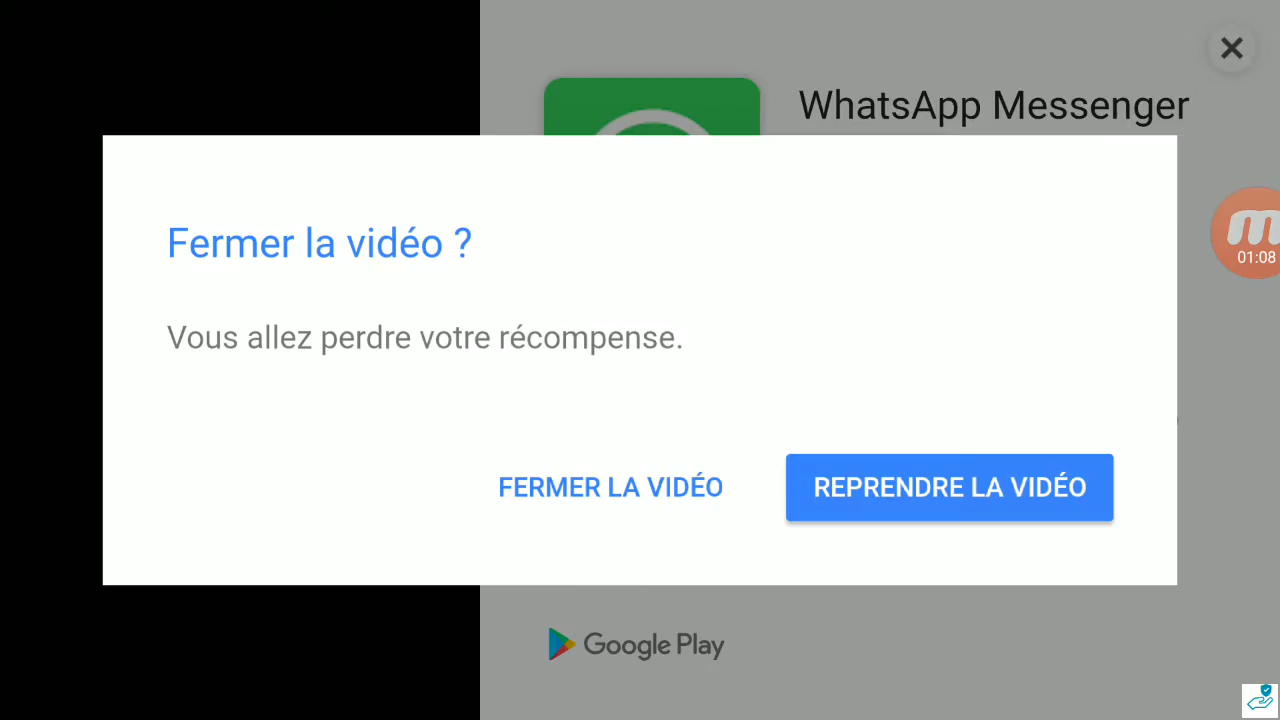 WhatsApp Messenger
Fermer la vidéo ?
01:08
Vous allez perdre votre récompense.
FERMER LA VIDÉO
REPRENDRE LA VIDÉO
Google Play